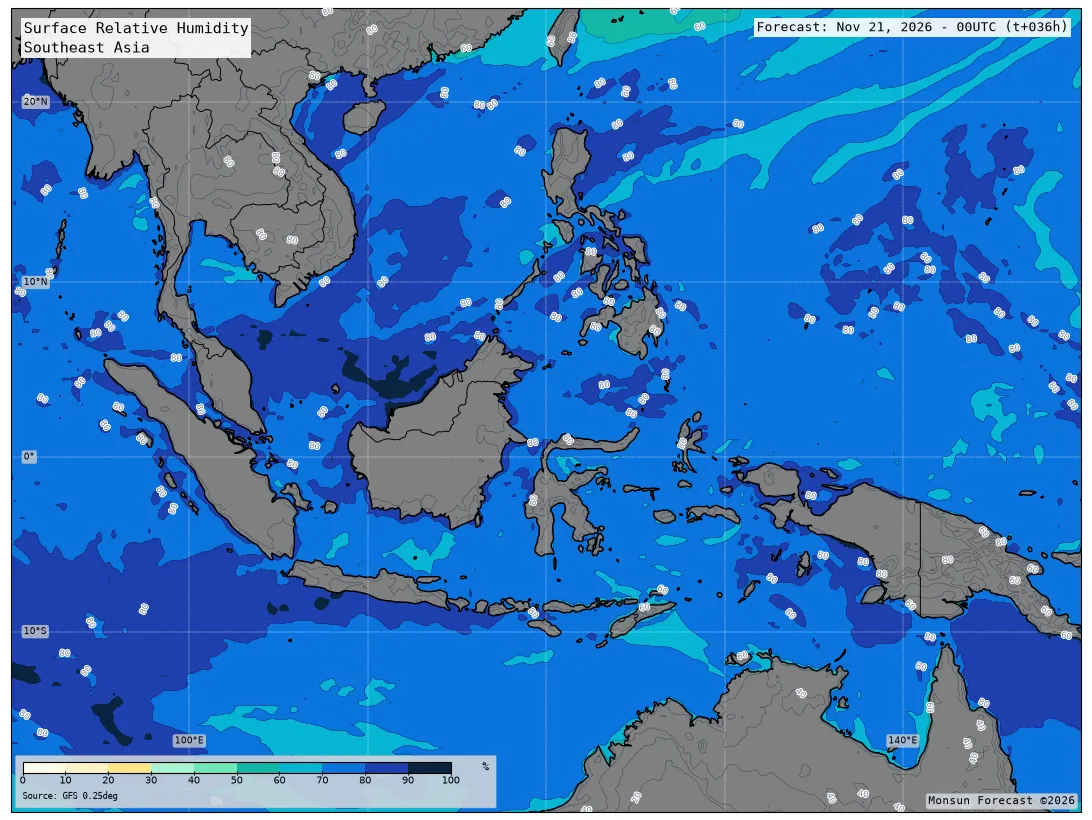 Surface Relative Humidity
Southeast Asia
Forecast: Nov 21, 2026 - 00UTC (t+036h)
20°N
10°N
0°
10°S
100°E
140°E
%
0 10 20 30 40 50 60 70 80 90 100
Source: GFS 0.25deg
Monsun Forecast ©2026